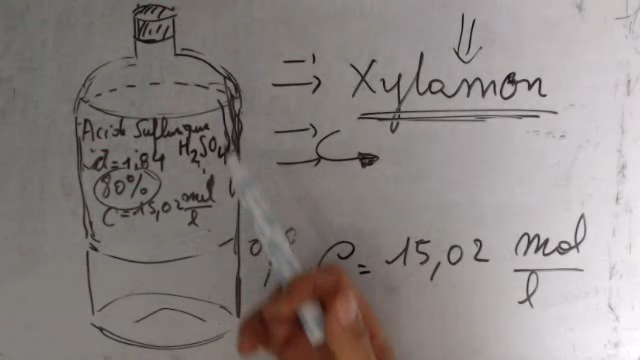 Xylamon
Acide Sulfurique
d=1,84 H2SO4
80%
C=15,02 mol/l
C=15,02 mol/l